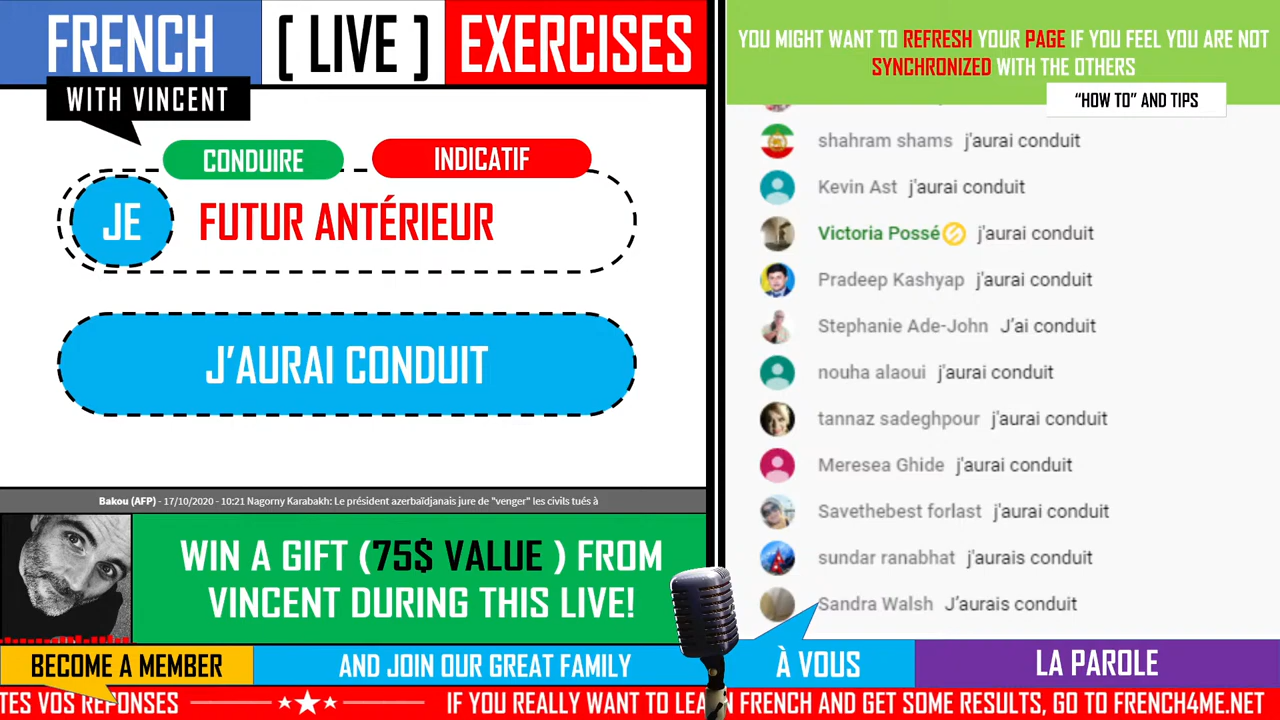 FRENCH
[ LIVE ]
EXERCISES
WITH VINCENT
CONDUIRE
INDICATIF
JE
FUTUR ANTÉRIEUR
J’AURAI CONDUIT
Bakou (AFP) - 17/10/2020 - 10:21 Nagorny Karabakh: Le président azerbaïdjanais jure de "venger" les civils tués à
WIN A GIFT (75$ VALUE ) FROM
VINCENT DURING THIS LIVE!
YOU MIGHT WANT TO REFRESH YOUR PAGE IF YOU FEEL YOU ARE NOT
SYNCHRONIZED WITH THE OTHERS
“HOW TO” AND TIPS
shahram shams j'aurai conduit
Kevin Ast j'aurai conduit
Victoria Possé j'aurai conduit
Pradeep Kashyap j'aurai conduit
Stephanie Ade-John J'ai conduit
nouha alaoui j'aurai conduit
tannaz sadeghpour j'aurai conduit
Meresea Ghide j'aurai conduit
Savethebest forlast j'aurai conduit
sundar ranabhat j'aurais conduit
Sandra Walsh J'aurais conduit
BECOME A MEMBER
AND JOIN OUR GREAT FAMILY
À VOUS
LA PAROLE
TES VOS RÉPONSES
IF YOU REALLY WANT TO LEARN FRENCH AND GET SOME RESULTS, GO TO FRENCH4ME.NET